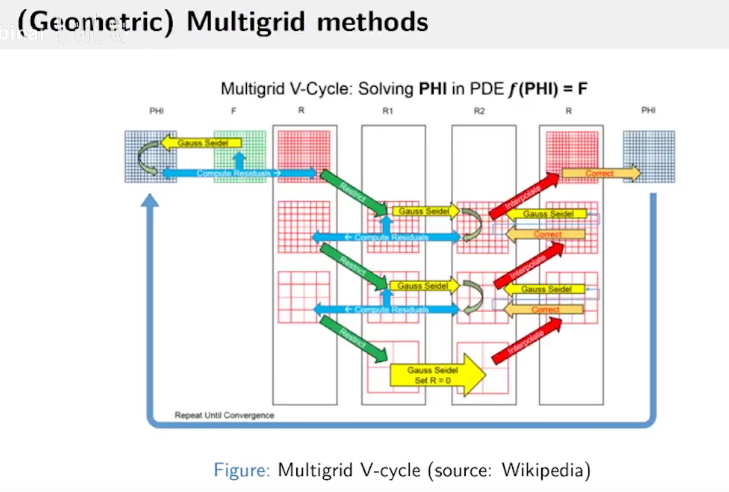 (Geometric) Multigrid methods
Multigrid V-Cycle: Solving PHI in PDE f(PHI) = F
PHI F R R1 R2 R PHI
Gauss Seidel
Compute Residuals →
Correct
Restrict
Interpolate
Gauss Seidel
Gauss Seidel
← Compute Residuals
Correct
Restrict
Interpolate
Gauss Seidel
Gauss Seidel
← Compute Residuals
Correct
Restrict
Interpolate
Gauss Seidel
Set R = 0
Repeat Until Convergence
Figure: Multigrid V-cycle (source: Wikipedia)